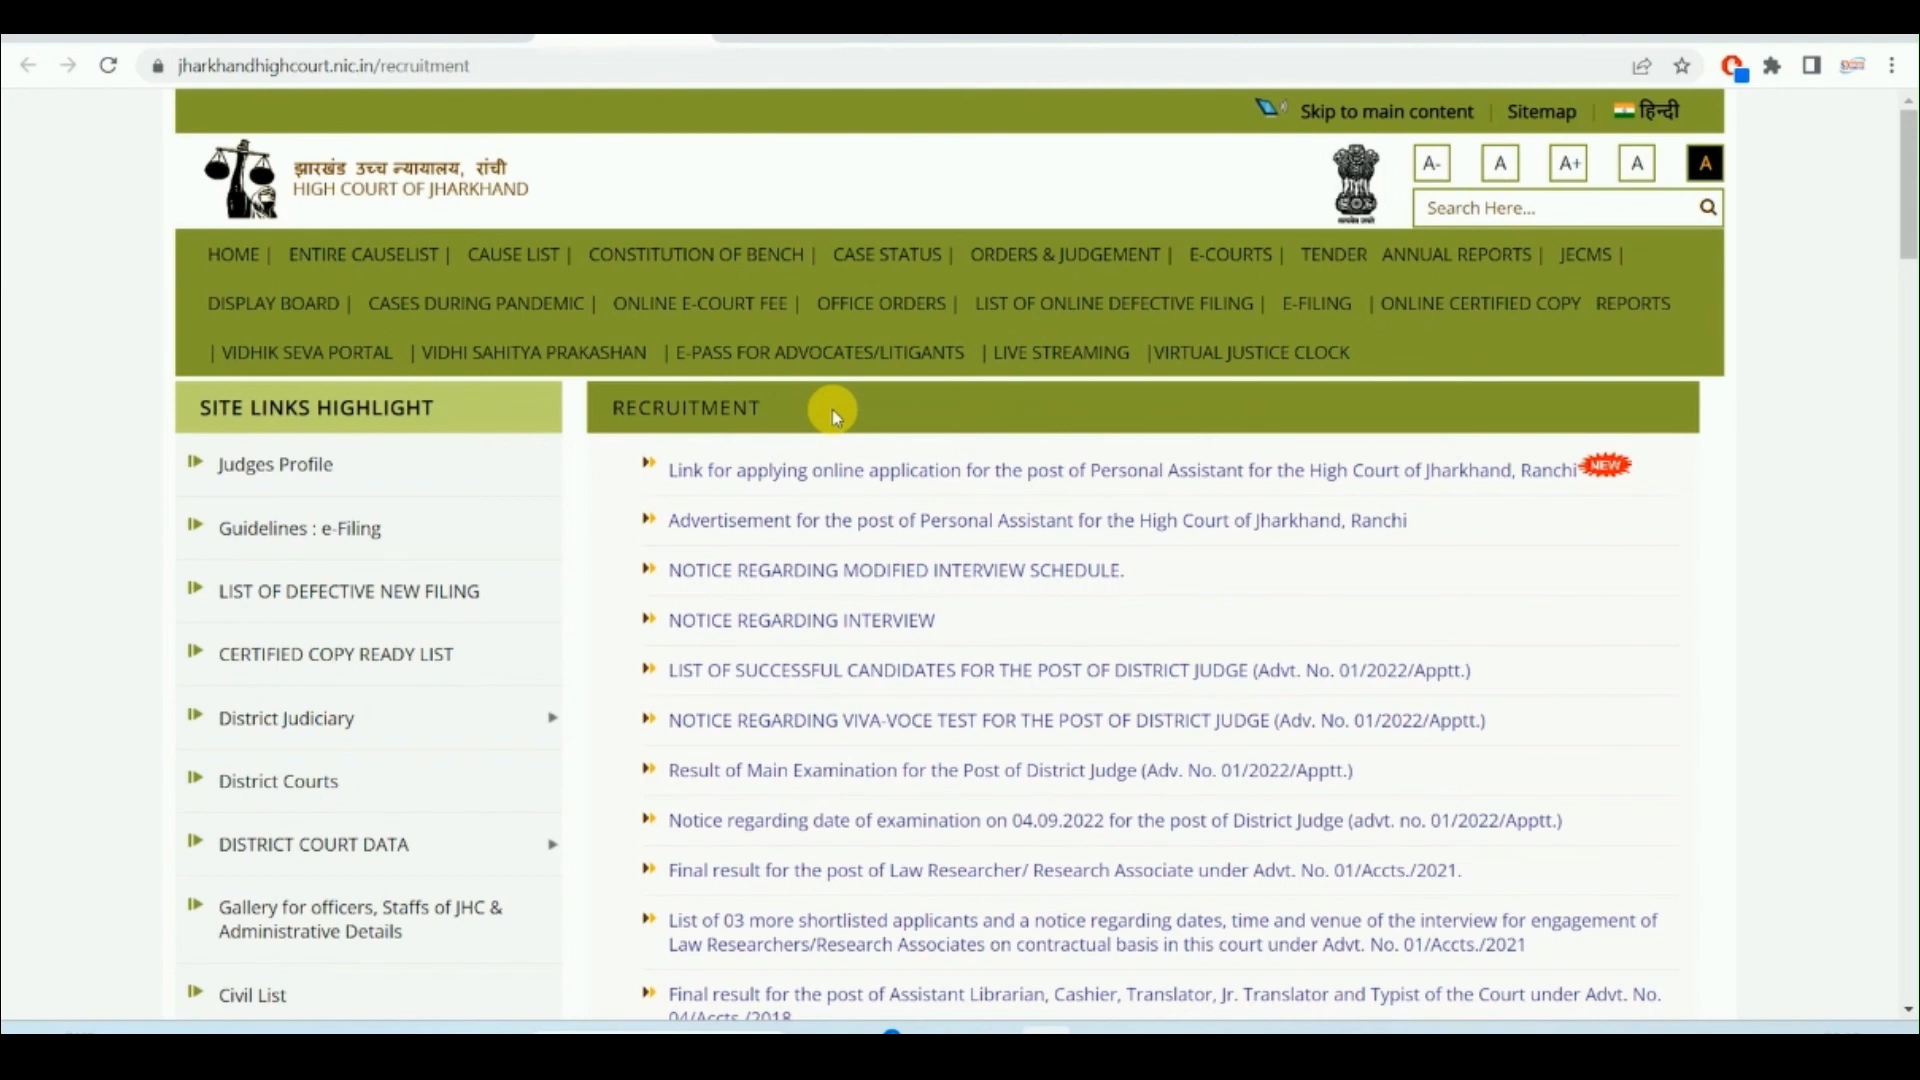 jharkhandhighcourt.nic.in/recruitment
Skip to main content | Sitemap | हिन्दी
झारखंड उच्च न्यायालय, रांची
HIGH COURT OF JHARKHAND
A- A A+ A A
Search Here...
HOME | ENTIRE CAUSELIST | CAUSE LIST | CONSTITUTION OF BENCH | CASE STATUS | ORDERS & JUDGEMENT | E-COURTS | TENDER ANNUAL REPORTS | JECMS |
DISPLAY BOARD | CASES DURING PANDEMIC | ONLINE E-COURT FEE | OFFICE ORDERS | LIST OF ONLINE DEFECTIVE FILING | E-FILING | ONLINE CERTIFIED COPY REPORTS
| VIDHIK SEVA PORTAL | VIDHI SAHITYA PRAKASHAN | E-PASS FOR ADVOCATES/LITIGANTS | LIVE STREAMING |VIRTUAL JUSTICE CLOCK
SITE LINKS HIGHLIGHT
Judges Profile
Guidelines : e-Filing
LIST OF DEFECTIVE NEW FILING
CERTIFIED COPY READY LIST
District Judiciary
District Courts
DISTRICT COURT DATA
Gallery for officers, Staffs of JHC &
Administrative Details
Civil List
RECRUITMENT
Link for applying online application for the post of Personal Assistant for the High Court of Jharkhand, Ranchi NEW
Advertisement for the post of Personal Assistant for the High Court of Jharkhand, Ranchi
NOTICE REGARDING MODIFIED INTERVIEW SCHEDULE.
NOTICE REGARDING INTERVIEW
LIST OF SUCCESSFUL CANDIDATES FOR THE POST OF DISTRICT JUDGE (Advt. No. 01/2022/Apptt.)
NOTICE REGARDING VIVA-VOCE TEST FOR THE POST OF DISTRICT JUDGE (Adv. No. 01/2022/Apptt.)
Result of Main Examination for the Post of District Judge (Adv. No. 01/2022/Apptt.)
Notice regarding date of examination on 04.09.2022 for the post of District Judge (advt. no. 01/2022/Apptt.)
Final result for the post of Law Researcher/ Research Associate under Advt. No. 01/Accts./2021.
List of 03 more shortlisted applicants and a notice regarding dates, time and venue of the interview for engagement of
Law Researchers/Research Associates on contractual basis in this court under Advt. No. 01/Accts./2021
Final result for the post of Assistant Librarian, Cashier, Translator, Jr. Translator and Typist of the Court under Advt. No.
04/Accts./2018